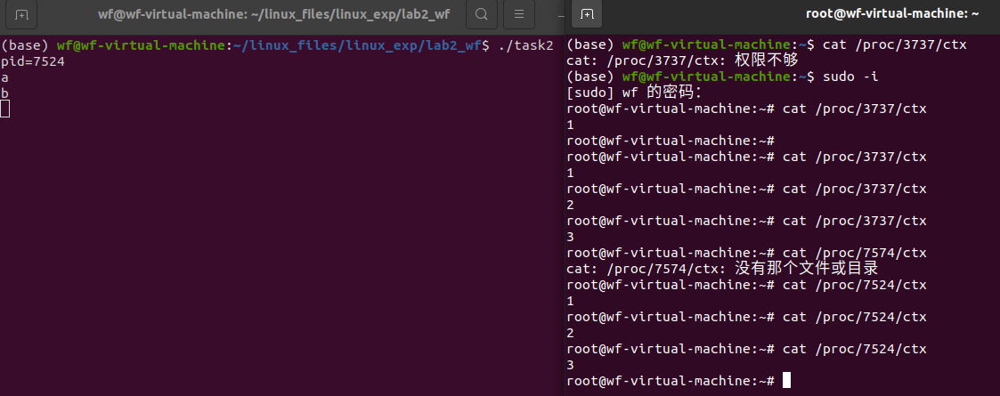 wf@wf-virtual-machine: ~/linux_files/linux_exp/lab2_wf
(base) wf@wf-virtual-machine:~/linux_files/linux_exp/lab2_wf$ ./task2
pid=7524
a
b
root@wf-virtual-machine: ~
(base) wf@wf-virtual-machine:~$ cat /proc/3737/ctx
cat: /proc/3737/ctx: 权限不够
(base) wf@wf-virtual-machine:~$ sudo -i
[sudo] wf 的密码：
root@wf-virtual-machine:~# cat /proc/3737/ctx
1
root@wf-virtual-machine:~#
root@wf-virtual-machine:~# cat /proc/3737/ctx
1
root@wf-virtual-machine:~# cat /proc/3737/ctx
2
root@wf-virtual-machine:~# cat /proc/3737/ctx
3
root@wf-virtual-machine:~# cat /proc/7574/ctx
cat: /proc/7574/ctx: 没有那个文件或目录
root@wf-virtual-machine:~# cat /proc/7524/ctx
1
root@wf-virtual-machine:~# cat /proc/7524/ctx
2
root@wf-virtual-machine:~# cat /proc/7524/ctx
3
root@wf-virtual-machine:~#